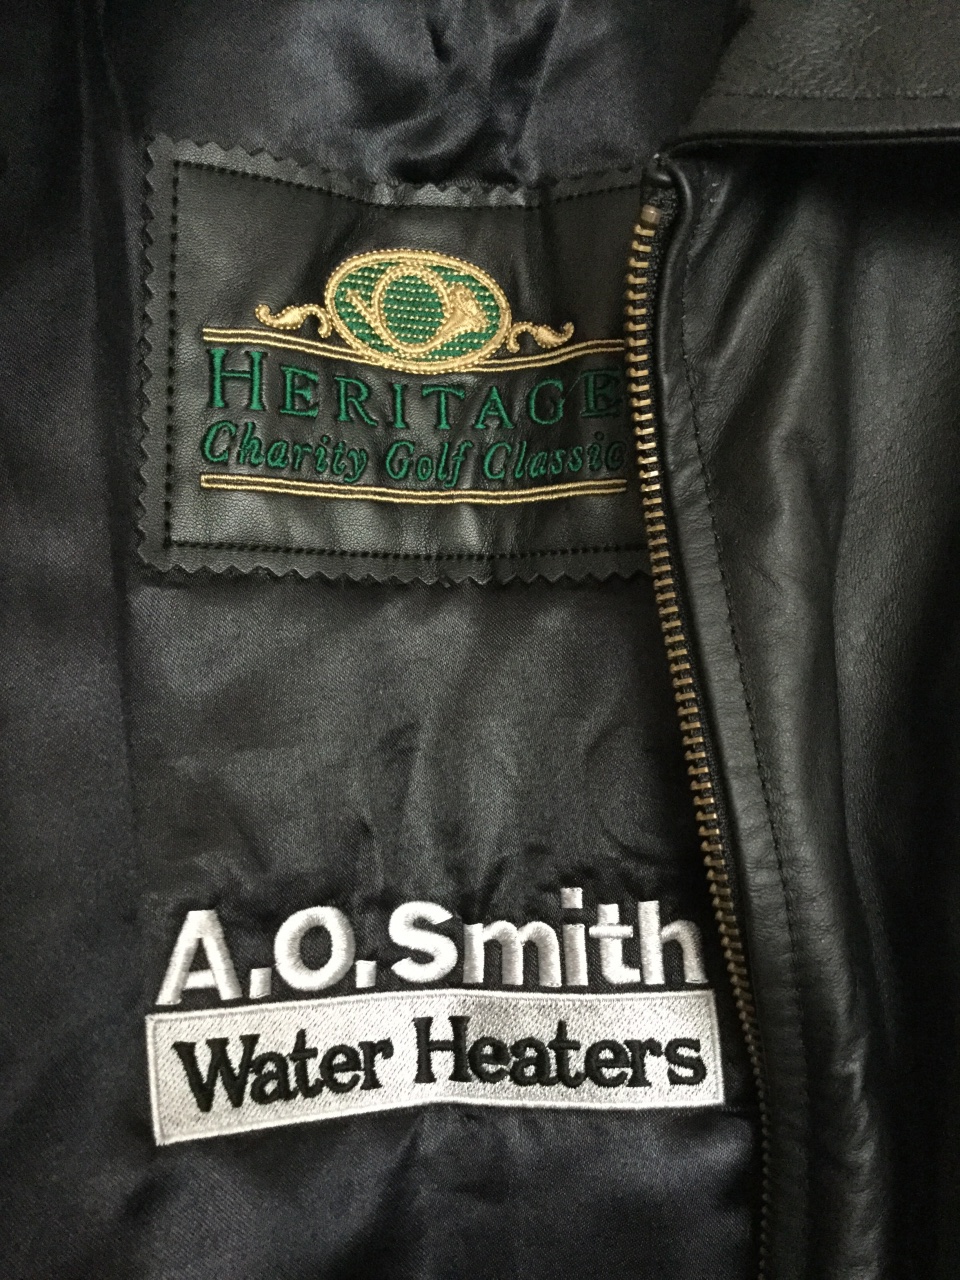 HERITAGE
Charity Golf Classic
A.O.Smith
Water Heaters